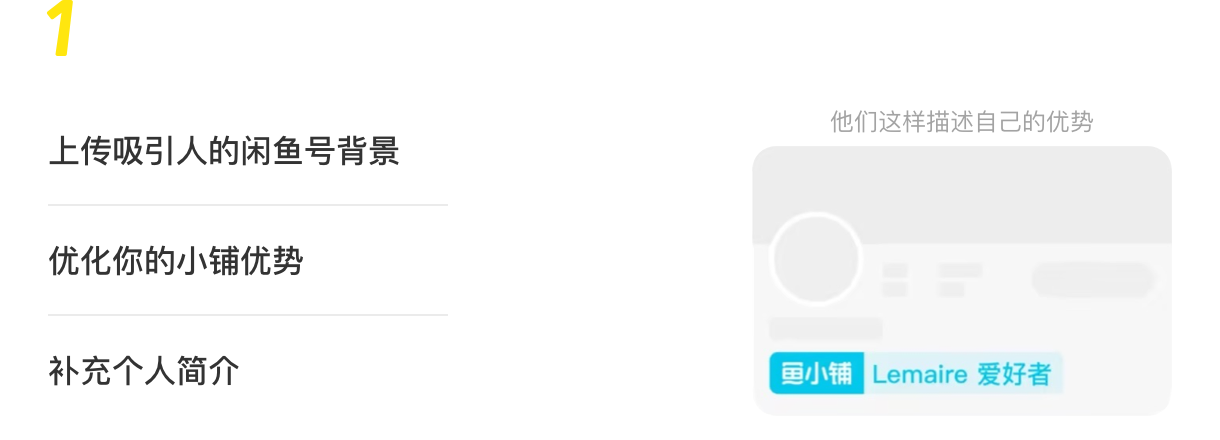 1
上传吸引人的闲鱼号背景
优化你的小铺优势
补充个人简介
他们这样描述自己的优势
鱼小铺 Lemaire 爱好者